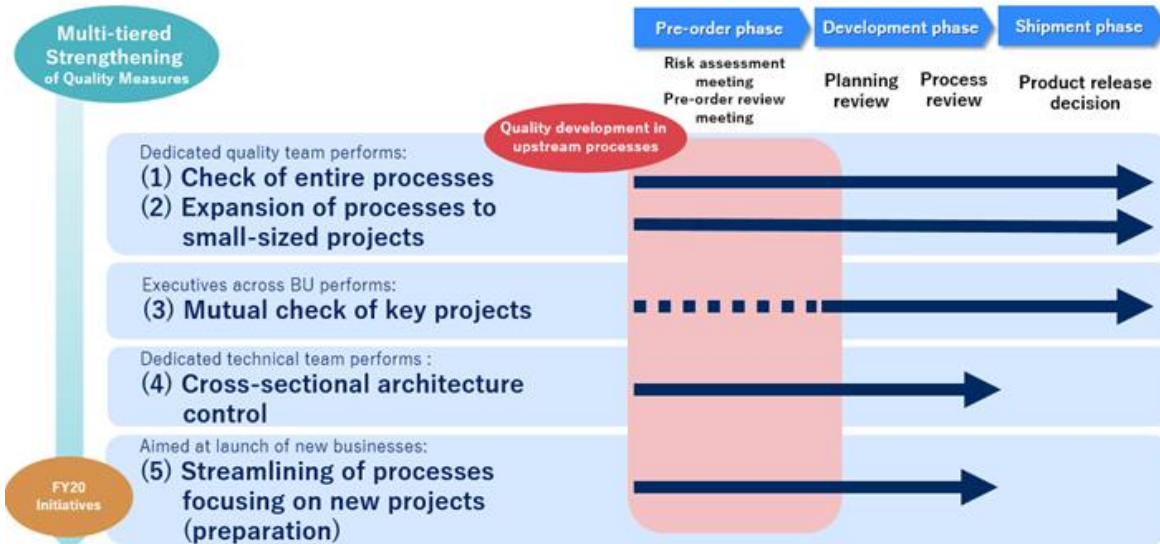 Multi-tiered
Strengthening
of Quality Measures
Pre-order phase
Development phase
Shipment phase
Risk assessment
meeting
Pre-order review
meeting
Planning
review
Process
review
Product release
decision
Quality development in
upstream processes
Dedicated quality team performs:
(1) Check of entire processes
(2) Expansion of processes to
small-sized projects
Executives across BU performs:
(3) Mutual check of key projects
Dedicated technical team performs :
(4) Cross-sectional architecture
control
Aimed at launch of new businesses:
(5) Streamlining of processes
focusing on new projects
(preparation)
FY20
Initiatives